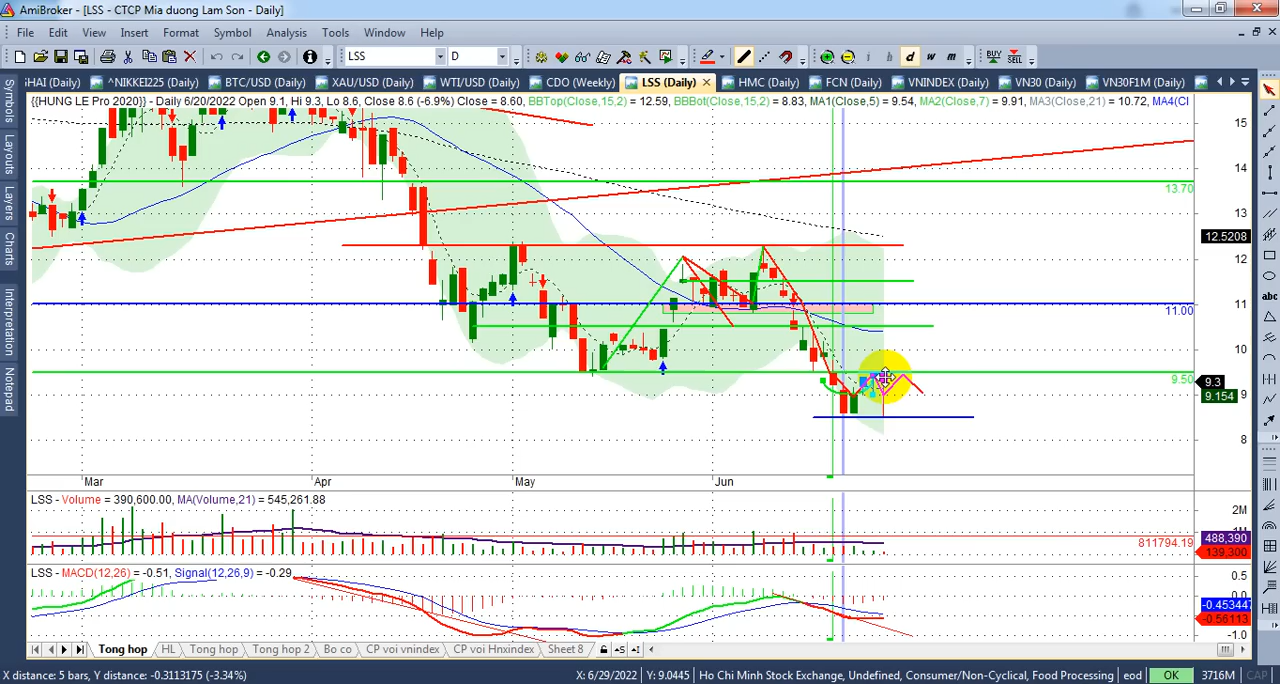 AmiBroker - [LSS - CTCP Mia duong Lam Son - Daily]
File Edit View Insert Format Symbol Analysis Tools Window Help
LSS D i h d w m BUY SELL
HAI (Daily) ^NIKKEI225 (Daily) BTC/USD (Daily) XAU/USD (Daily) WTI/USD (Daily) CDO (Weekly) LSS (Daily) HMC (Daily) FCN (Daily) VNINDEX (Daily) VN30 (Daily) VN30F1M (Daily)
{{HUNG LE Pro 2020}} - Daily 6/20/2022 Open 9.1, Hi 9.3, Lo 8.6, Close 8.6 (-6.9%) Close = 8.60, BBTop(Close,15,2) = 12.59, BBBot(Close,15,2) = 8.83, MA1(Close,5) = 9.54, MA2(Close,7) = 9.91, MA3(Close,21) = 10.72, MA4(Cl
Symbols
Layouts
Layers
Charts
Interpretation
Notepad
15
14
13.70
13
12.5208
12
11
11.00
10
9.50
9.3
9.154
9
8
Mar Apr May Jun
LSS - Volume = 390,600.00, MA(Volume,21) = 545,261.88
2M
1M
488,390
811794.19
139,300
LSS - MACD(12,26) = -0.51, Signal(12,26,9) = -0.29
0.5
0.0
-0.453447
-0.56113
-1.0
abc
Tong hop HL Tong hop Tong hop 2 Bo co CP voi vnindex CP voi Hnxindex Sheet 8
X distance: 5 bars, Y distance: -0.3113175 (-3.34%) X: 6/29/2022 Y: 9.0445 Ho Chi Minh Stock Exchange, Undefined, Consumer/Non-Cyclical, Food Processing eod OK 3716M CAP